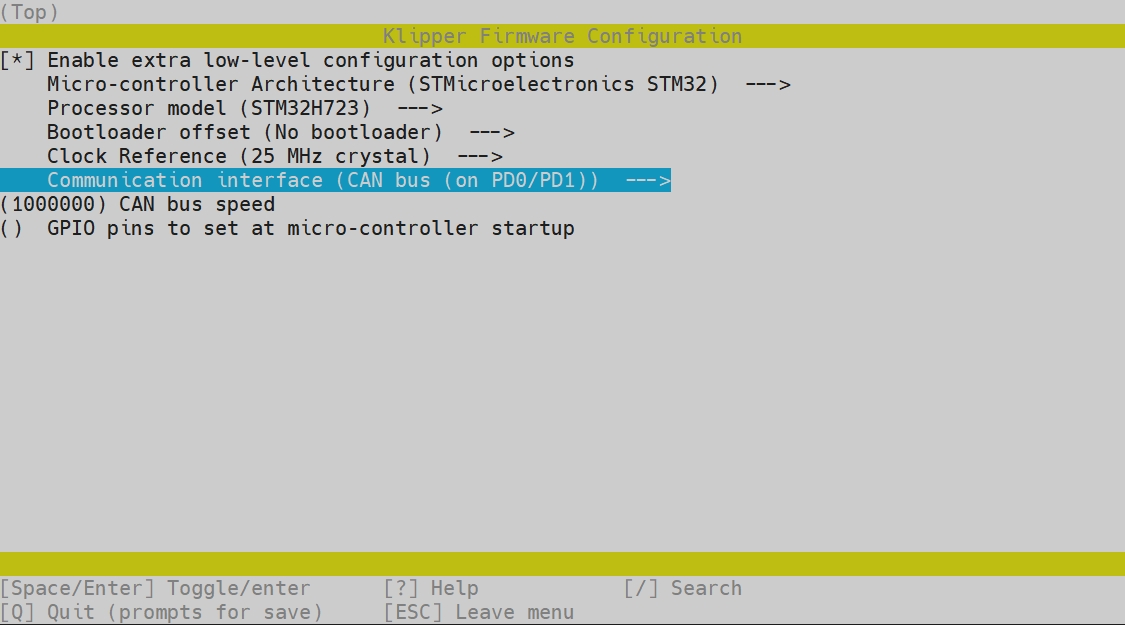 (Top)
Klipper Firmware Configuration
[*] Enable extra low-level configuration options
Micro-controller Architecture (STMicroelectronics STM32) --->
Processor model (STM32H723) --->
Bootloader offset (No bootloader) --->
Clock Reference (25 MHz crystal) --->
Communication interface (CAN bus (on PD0/PD1)) --->
(1000000) CAN bus speed
() GPIO pins to set at micro-controller startup
[Space/Enter] Toggle/enter [?] Help [/] Search
[Q] Quit (prompts for save) [ESC] Leave menu